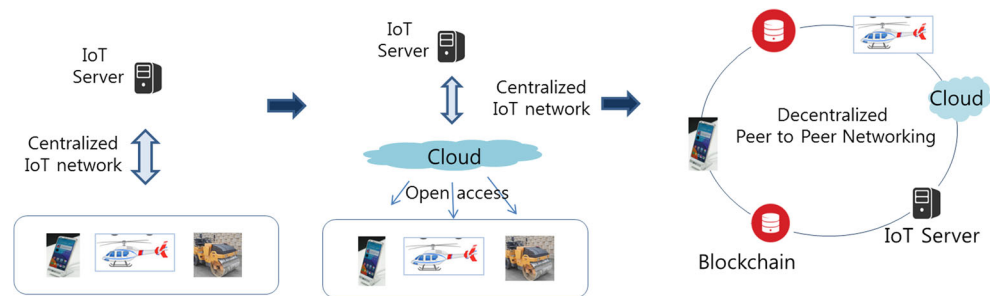 IoT
Server
Centralized
IoT network
IoT
Server
Centralized
IoT network
Cloud
Open access
Decentralized
Peer to Peer Networking
Cloud
IoT Server
Blockchain